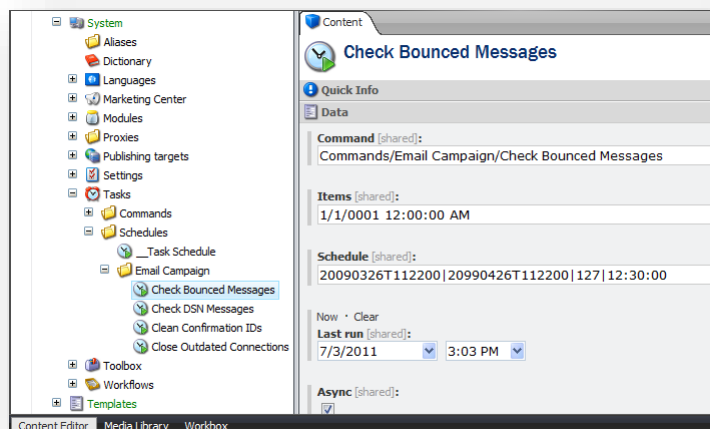 System
Aliases
Dictionary
Languages
Marketing Center
Modules
Proxies
Publishing targets
Settings
Tasks
Commands
Schedules
__Task Schedule
Email Campaign
Check Bounced Messages
Check DSN Messages
Clean Confirmation IDs
Close Outdated Connections
Toolbox
Workflows
Templates
Content Editor Media Library Workbox
Content
Check Bounced Messages
Quick Info
Data
Command [shared]:
Commands/Email Campaign/Check Bounced Messages
Items [shared]:
1/1/0001 12:00:00 AM
Schedule [shared]:
20090326T112200|20990426T112200|127|12:30:00
Now · Clear
Last run [shared]:
7/3/2011 3:03 PM
Async [shared]: